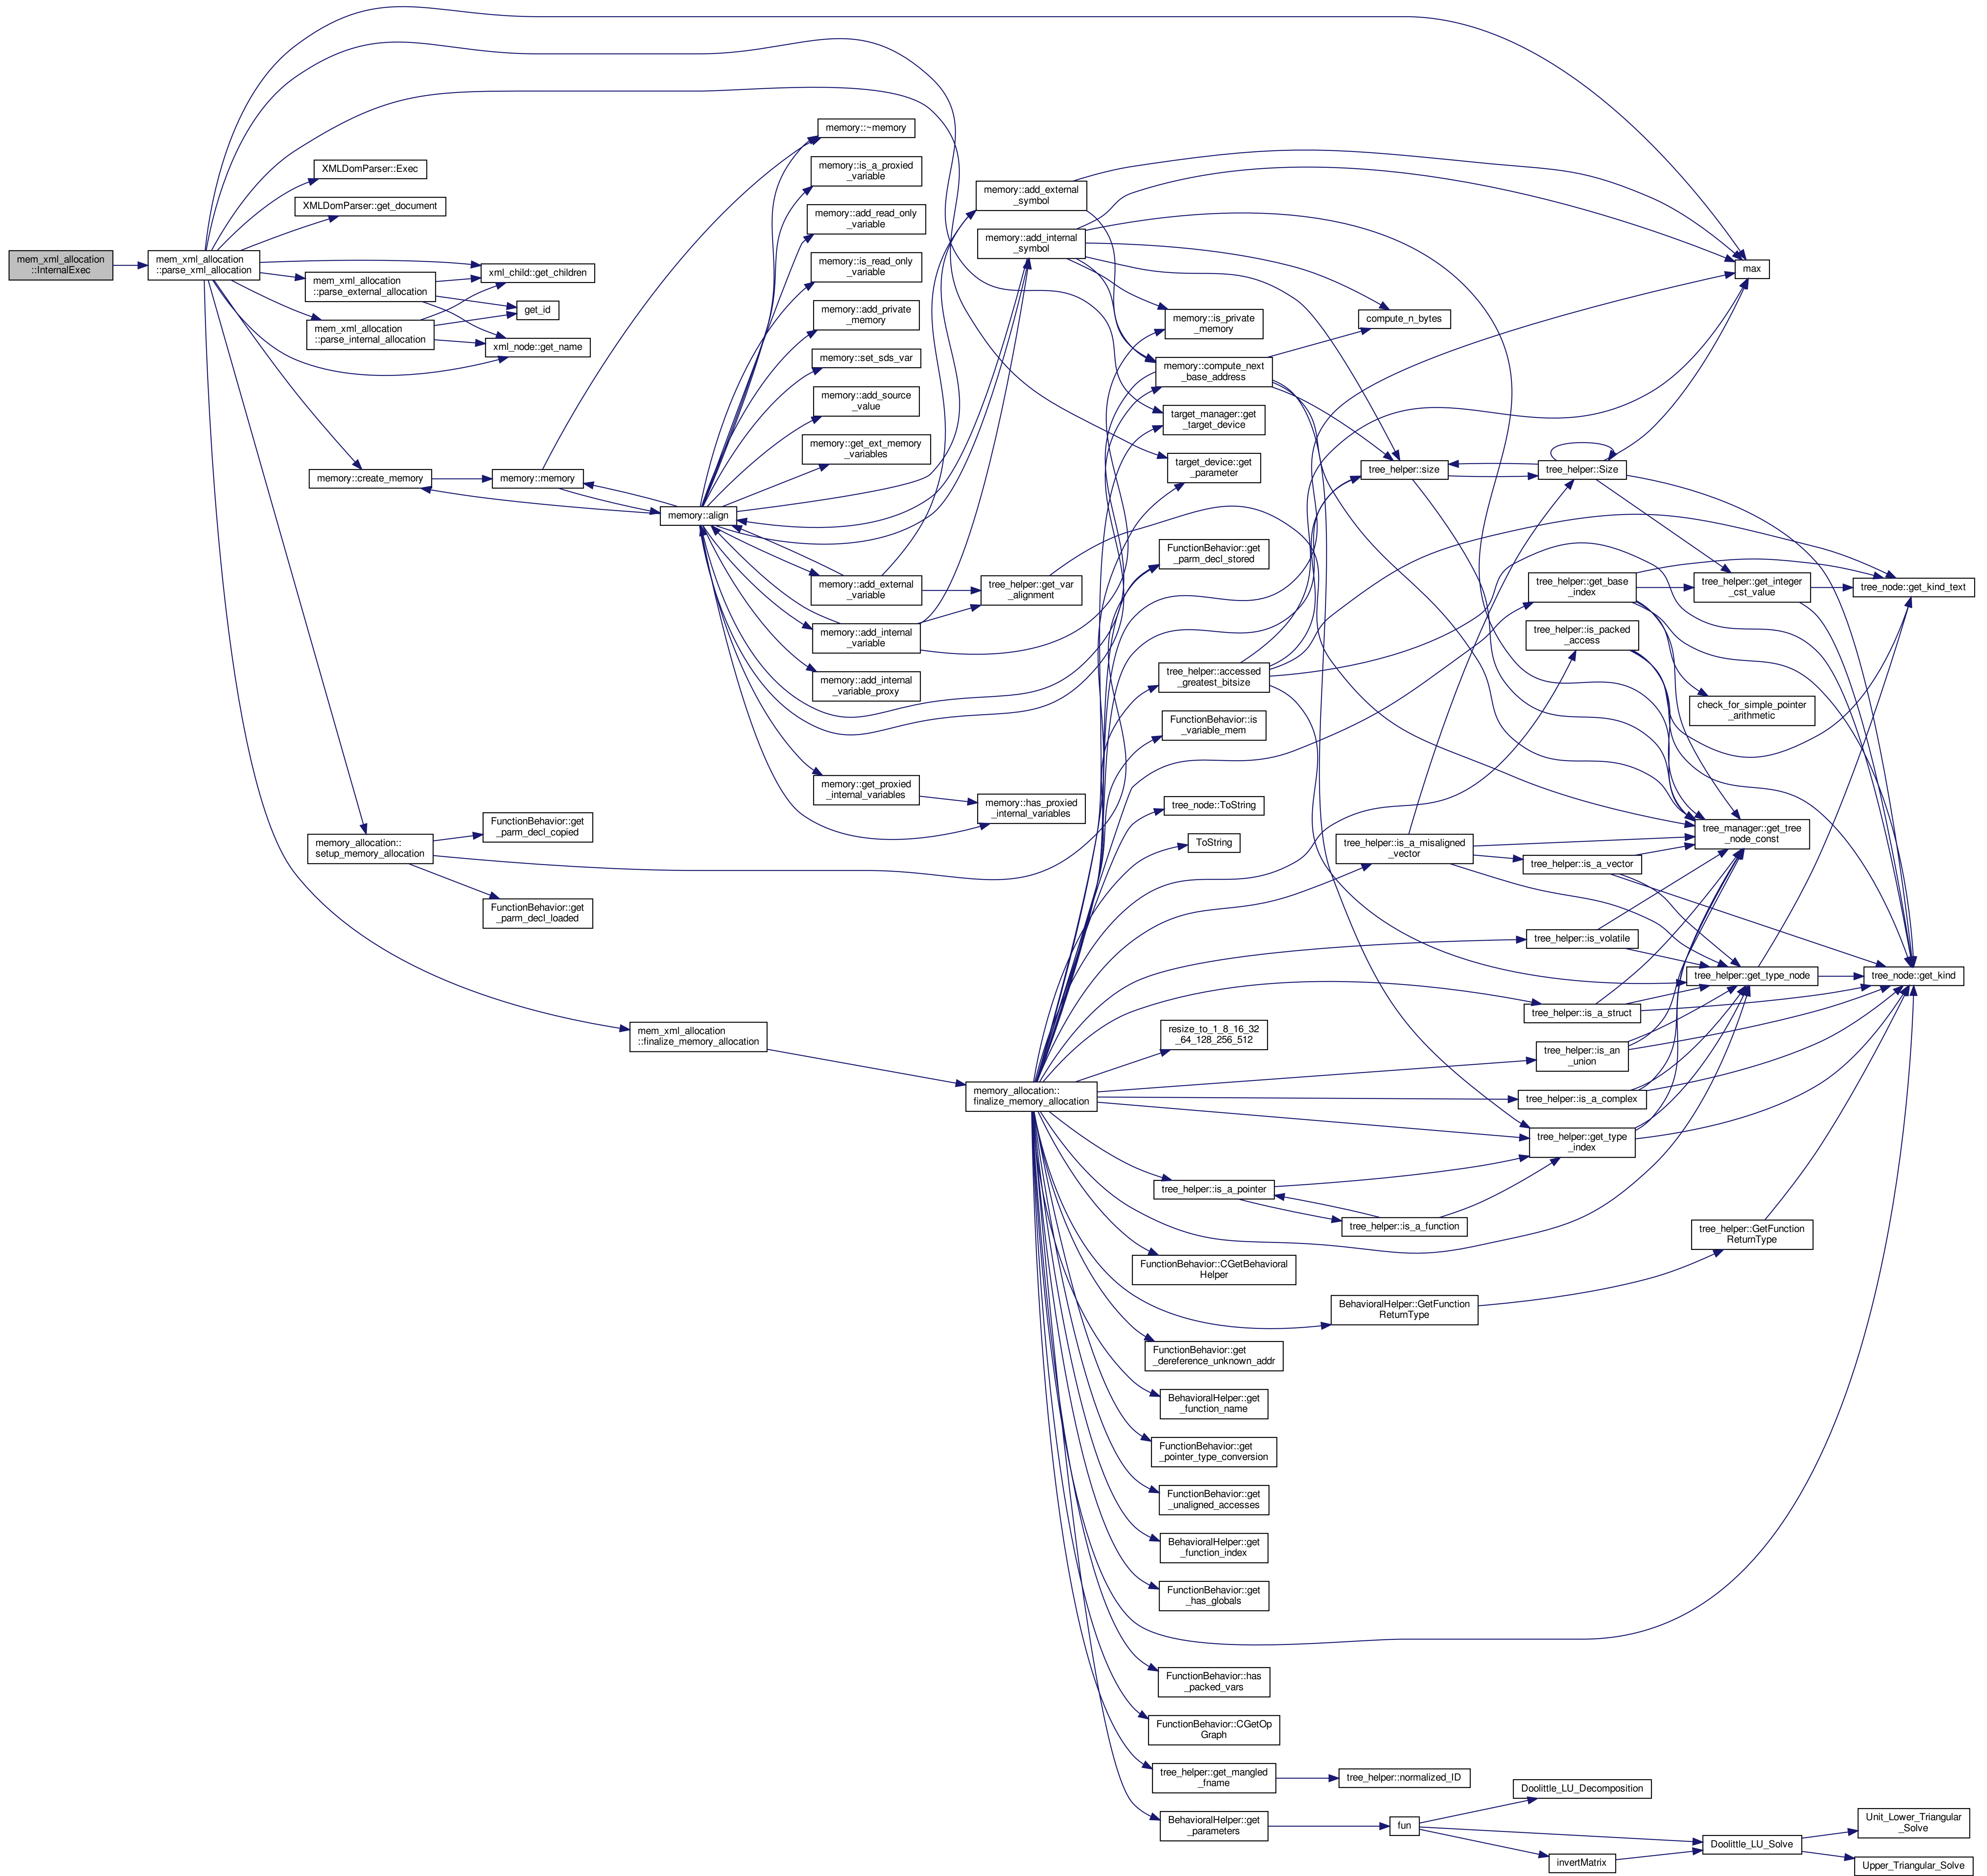 mem_xml_allocation
::InternalExec
mem_xml_allocation
::parse_xml_allocation
XMLDomParser::Exec
XMLDomParser::get_document
mem_xml_allocation
::parse_external_allocation
mem_xml_allocation
::parse_internal_allocation
xml_child::get_children
get_id
xml_node::get_name
memory::create_memory
memory::memory
memory::align
memory_allocation::
setup_memory_allocation
FunctionBehavior::get
_parm_decl_copied
FunctionBehavior::get
_parm_decl_loaded
mem_xml_allocation
::finalize_memory_allocation
memory::~memory
memory::is_a_proxied
_variable
memory::add_read_only
_variable
memory::is_read_only
_variable
memory::add_private
_memory
memory::set_sds_var
memory::add_source
_value
memory::get_ext_memory
_variables
memory::add_external
_variable
memory::add_internal
_variable
memory::add_internal
_variable_proxy
memory::get_proxied
_internal_variables
memory::add_external
_symbol
memory::add_internal
_symbol
tree_helper::get_var
_alignment
memory::has_proxied
_internal_variables
memory_allocation::
finalize_memory_allocation
memory::is_private
_memory
memory::compute_next
_base_address
target_manager::get
_target_device
target_device::get
_parameter
FunctionBehavior::get
_parm_decl_stored
tree_helper::accessed
_greatest_bitsize
FunctionBehavior::is
_variable_mem
tree_node::ToString
ToString
resize_to_1_8_16_32
_64_128_256_512
tree_helper::is_a_pointer
FunctionBehavior::CGetBehavioral
Helper
FunctionBehavior::get
_dereference_unknown_addr
BehavioralHelper::get
_function_name
FunctionBehavior::get
_pointer_type_conversion
FunctionBehavior::get
_unaligned_accesses
BehavioralHelper::get
_function_index
FunctionBehavior::get
_has_globals
FunctionBehavior::has
_packed_vars
FunctionBehavior::CGetOp
Graph
tree_helper::get_mangled
_fname
BehavioralHelper::get
_parameters
compute_n_bytes
tree_helper::size
tree_helper::is_a_misaligned
_vector
tree_helper::is_a_function
BehavioralHelper::GetFunction
ReturnType
tree_helper::normalized_ID
fun
tree_helper::Size
tree_helper::get_base
_index
tree_helper::is_packed
_access
tree_helper::is_a_vector
tree_helper::is_volatile
tree_helper::is_a_struct
tree_helper::is_an
_union
tree_helper::is_a_complex
tree_helper::get_type
_index
Doolittle_LU_Decomposition
invertMatrix
max
tree_helper::get_integer
_cst_value
check_for_simple_pointer
_arithmetic
tree_manager::get_tree
_node_const
tree_helper::get_type_node
tree_helper::GetFunction
ReturnType
Doolittle_LU_Solve
tree_node::get_kind_text
tree_node::get_kind
Unit_Lower_Triangular
_Solve
Upper_Triangular_Solve